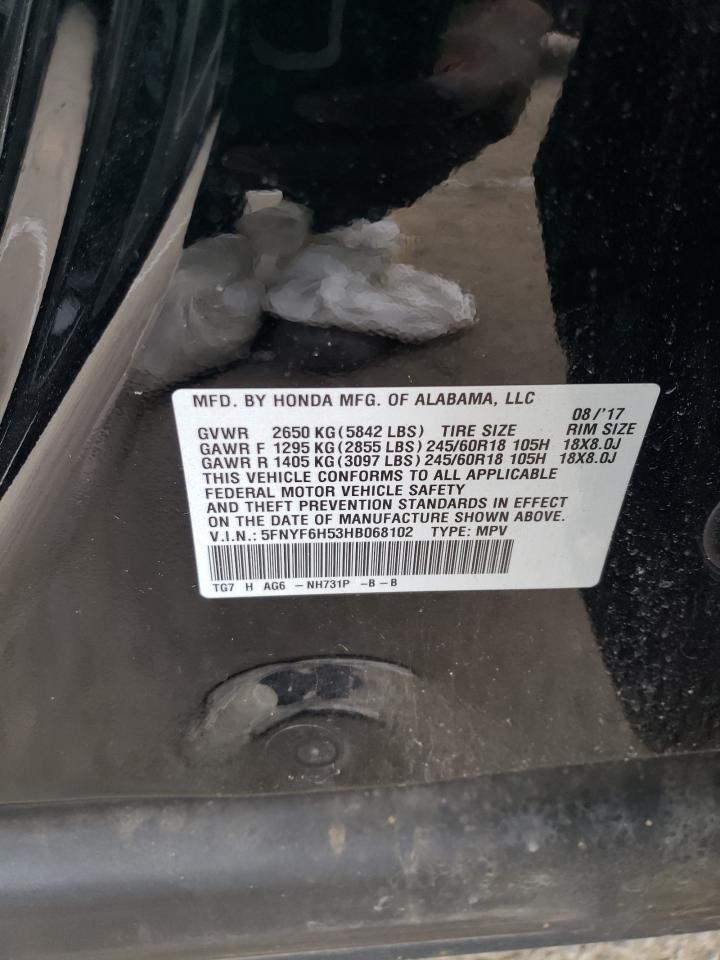 MFD. BY HONDA MFG. OF ALABAMA, LLC 08/'17
GVWR 2650 KG(5842 LBS) TIRE SIZE RIM SIZE
GAWR F 1295 KG(2855 LBS)245/60R18 105H 18X8.0J
GAWR R 1405 KG(3097 LBS)245/60R18 105H 18X8.0J
THIS VEHICLE CONFORMS TO ALL APPLICABLE
FEDERAL MOTOR VEHICLE SAFETY
AND THEFT PREVENTION STANDARDS IN EFFECT
ON THE DATE OF MANUFACTURE SHOWN ABOVE.
V.I.N.: 5FNYF6H53HB068102 TYPE: MPV
TG7 H AG6 -NH731P -B-B